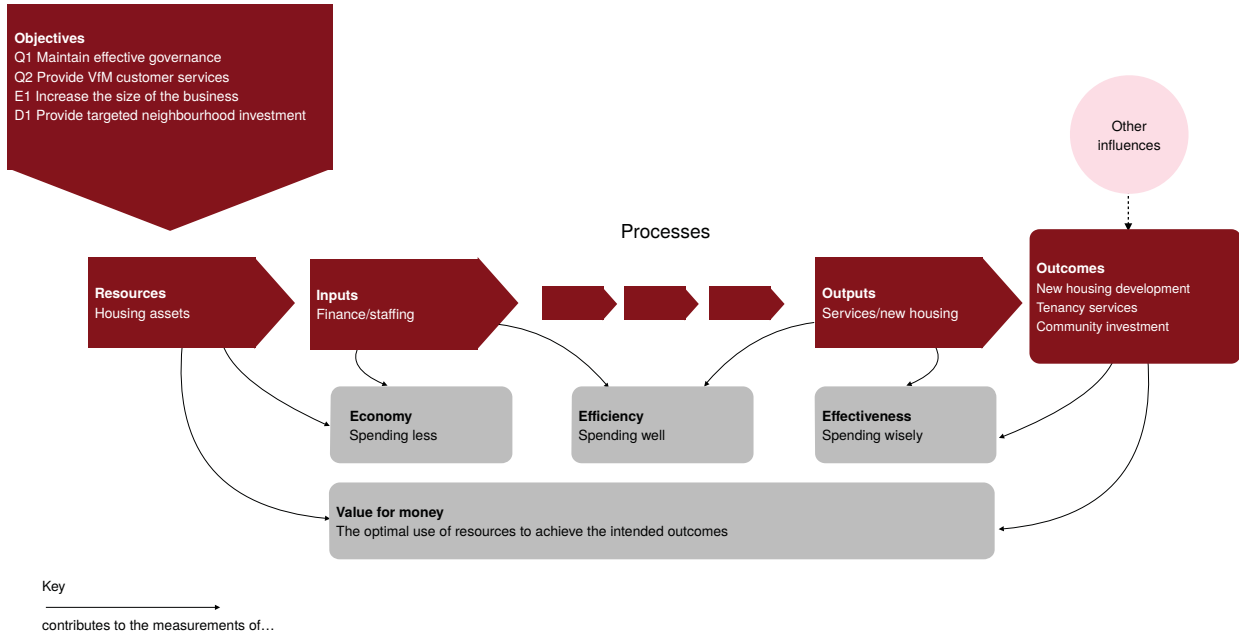 Objectives
Q1 Maintain effective governance
Q2 Provide VfM customer services
E1 Increase the size of the business
D1 Provide targeted neighbourhood investment
Other
influences
Processes
Resources
Housing assets
Inputs
Finance/staffing
Outputs
Services/new housing
Outcomes
New housing development
Tenancy services
Community investment
Economy
Spending less
Efficiency
Spending well
Effectiveness
Spending wisely
Value for money
The optimal use of resources to achieve the intended outcomes
Key
contributes to the measurements of…